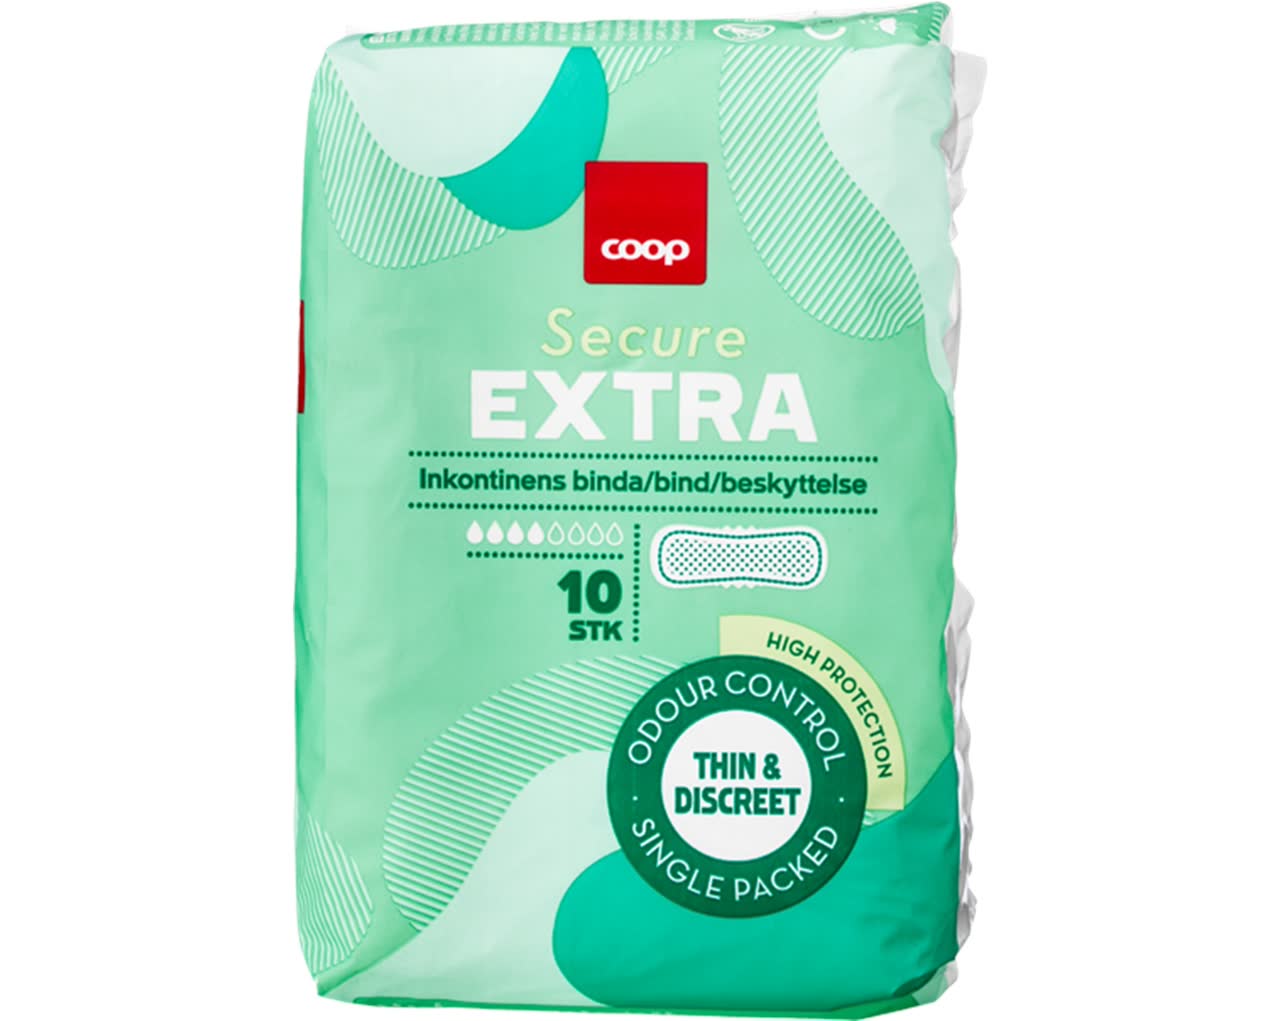 coop
Secure
EXTRA
Inkontinens binda/bind/beskyttelse
10
STK
HIGH PROTECTION
ODOUR CONTROL
THIN &
DISCREET
SINGLE PACKED